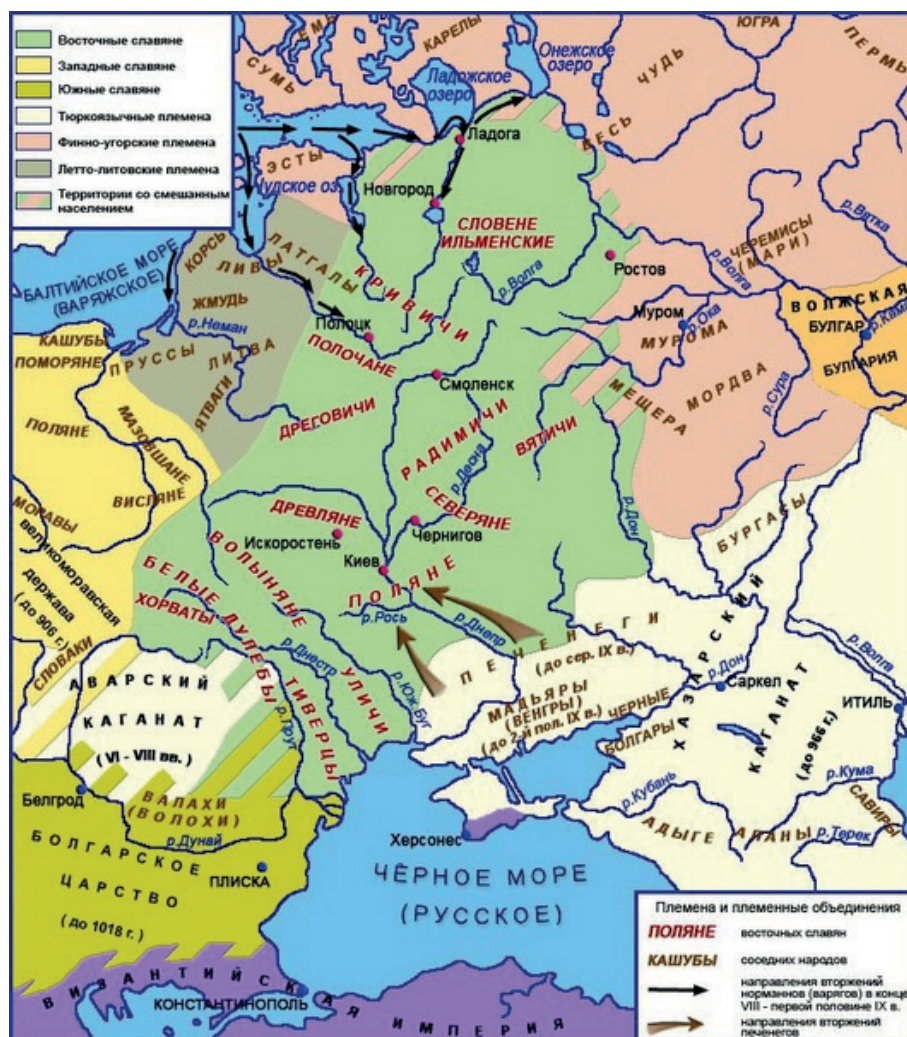 Восточные славяне
Западные славяне
Южные славяне
Тюркоязычные племена
Финно-угорские племена
Летто-литовские племена
Территории со смешанным
населением
СУМЬ
ЕМЬ
КАРЕЛЫ
Ладожское
озеро
Онежское
озеро
ЧУДЬ
ЮГРА
ПЕРМЬ
ВЕСЬ
Ладога
ЭСТЫ
Чудское оз.
Новгород
СЛОВЕНЕ
ИЛЬМЕНСКИЕ
Ростов
р.Вятка
ЧЕРЕМИСЫ
(МАРИ)
р.Волга
р.Волга
БАЛТИЙСКОЕ МОРЕ
(ВАРЯЖСКОЕ)
КОРСЬ
ЛИВЫ
ЛАТГАЛЫ
КРИВИЧИ
ЖМУДЬ
р.Неман
Полоцк
ПОЛОЧАНЕ
Муром
р.Ока
МУРОМА
ВОЛЖСКАЯ
БУЛГАР
р.Кама
БУЛГАРИЯ
КАШУБЫ
ПОМОРЯНЕ
ПРУССЫ
ЛИТВА
ЯТВАГИ
Смоленск
МЕЩЕРА
МОРДВА
р.Сура
ПОЛЯНЕ
МАЗОВШАНЕ
ДРЕГОВИЧИ
РАДИМИЧИ
ВЯТИЧИ
р.Десна
ВИСЛЯНЕ
МОРАВЫ
великоморавская
держава
(до 906 г.)
ДРЕВЛЯНЕ
СЕВЕРЯНЕ
р.Дон
Искоростень
Чернигов
БУРТАСЫ
Киев
ПОЛЯНЕ
ВОЛЫНЯНЕ
БЕЛЫЕ
ХОРВАТЫ
ДУЛЕБЫ
р.Рось
р.Днепр
СЛОВАКИ
р.Днестр
УЛИЧИ
р.Юж.Буг
ТИВЕРЦЫ
р.Прут
ПЕЧЕНЕГИ
(до сер. IX в.)
МАДЬЯРЫ
(ВЕНГРЫ)
(до 2-й пол. IX в.)
ЧЕРНЫЕ
БОЛГАРЫ
ХАЗАРСКИЙ
КАГАНАТ
(до 966 г.)
р.Дон
Саркел
р.Волга
ИТИЛЬ
АВАРСКИЙ
КАГАНАТ
(VI - VIII вв.)
Белград
ВАЛАХИ
(ВОЛОХИ)
р.Дунай
р.Кубань
р.Кума
САВИРЫ
АДЫГЕ
АЛАНЫ
р.Терек
Херсонес
БОЛГАРСКОЕ
ЦАРСТВО
(до 1018 г.)
ПЛИСКА
ЧЁРНОЕ МОРЕ
(РУССКОЕ)
ВИЗАНТИЙСКАЯ ИМПЕРИЯ
КОНСТАНТИНОПОЛЬ
Племена и племенные объединения
ПОЛЯНЕ восточных славян
КАШУБЫ соседних народов
направления вторжений
норманнов (варягов) в конце
VIII - первой половине IX в.
направления вторжений
печенегов